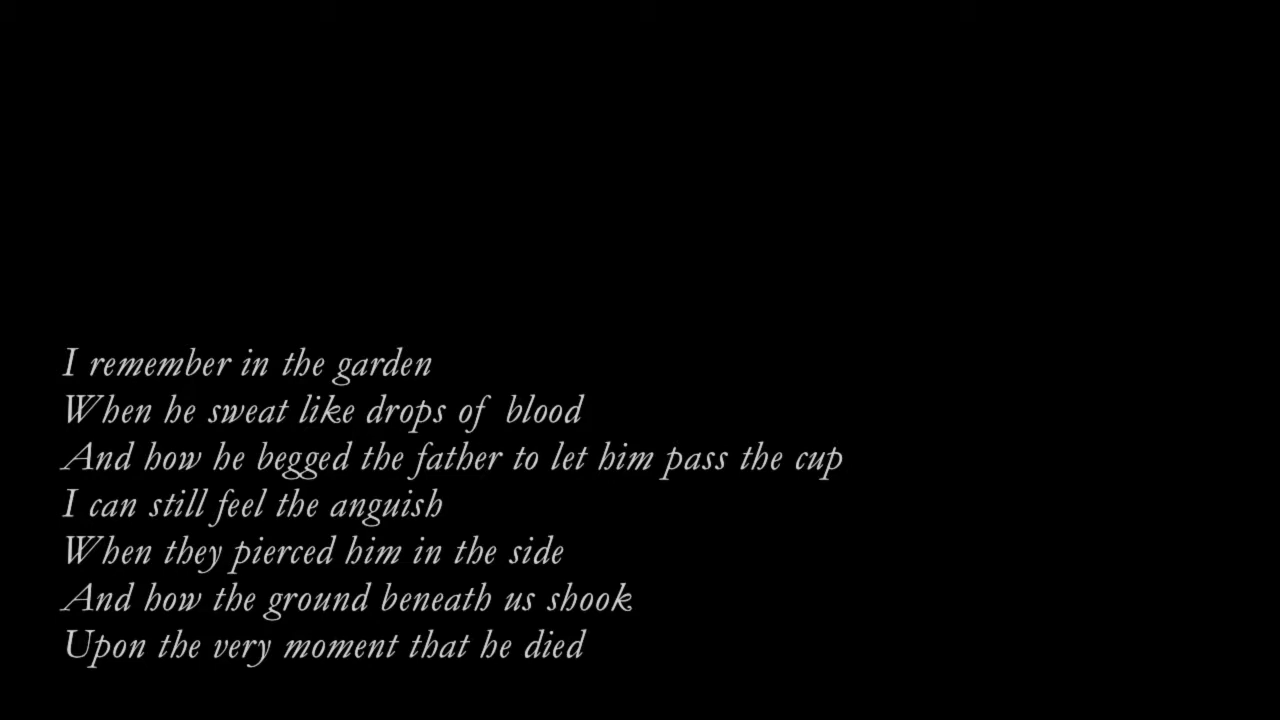 I remember in the garden
When he sweat like drops of blood
And how he begged the father to let him pass the cup
I can still feel the anguish
When they pierced him in the side
And how the ground beneath us shook
Upon the very moment that he died